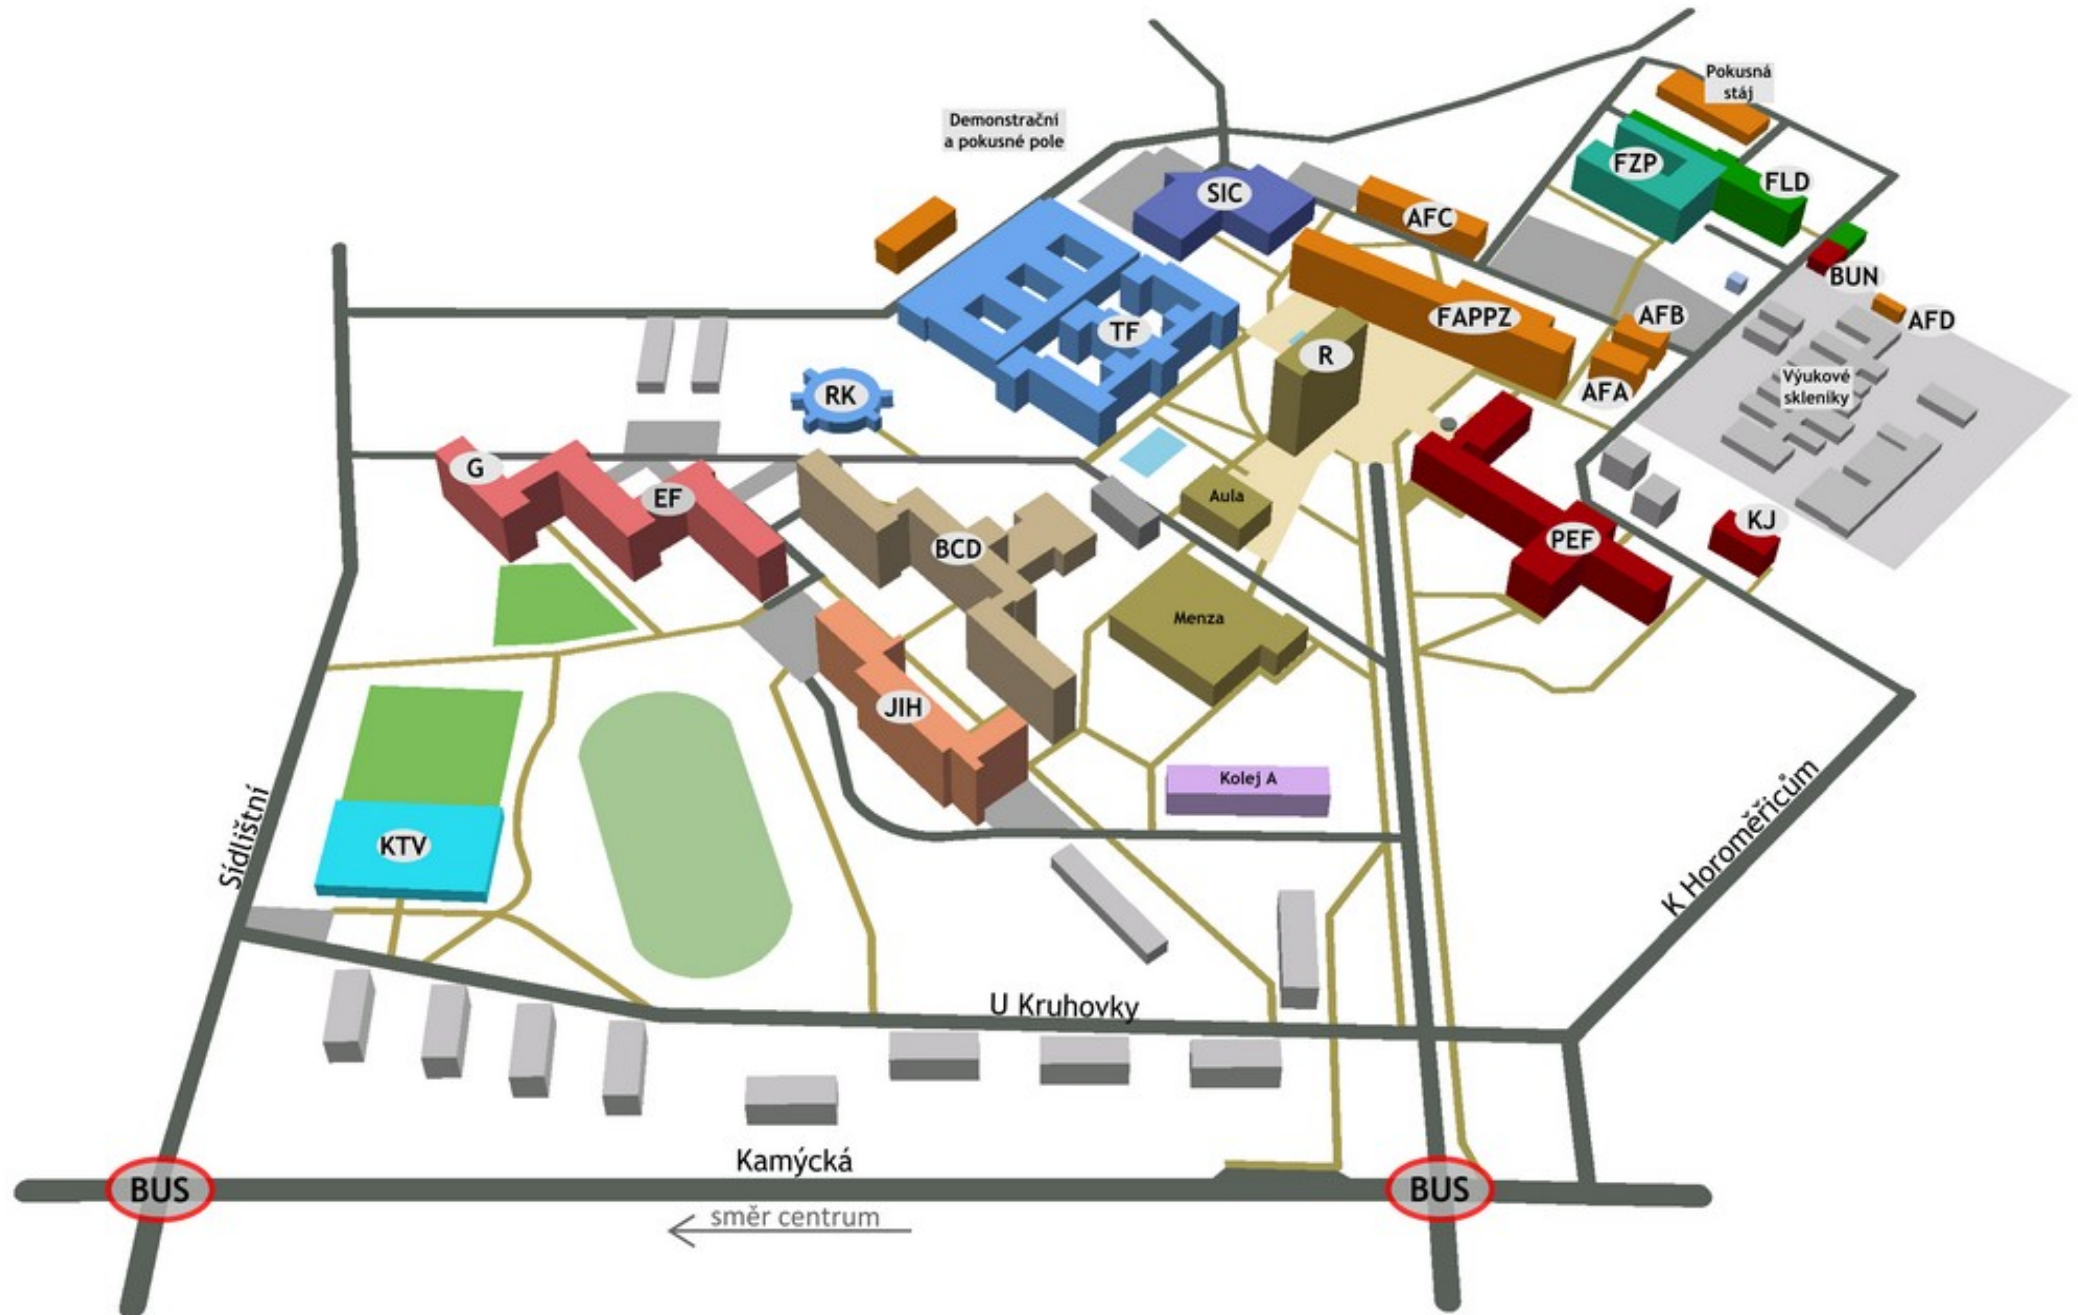 Pokusná
stáj
Demonstrační
a pokusné pole
FZP
FLD
SIC
AFC
BUN
AFD
FAPPZ
AFB
TF
R
AFA
Výukové
skleníky
RK
G
EF
Aula
KJ
PEF
BCD
Menza
JIH
Kolej A
Sídlištní
KTV
K Horoměřicům
U Kruhovky
Kamýcká
BUS
BUS
směr centrum